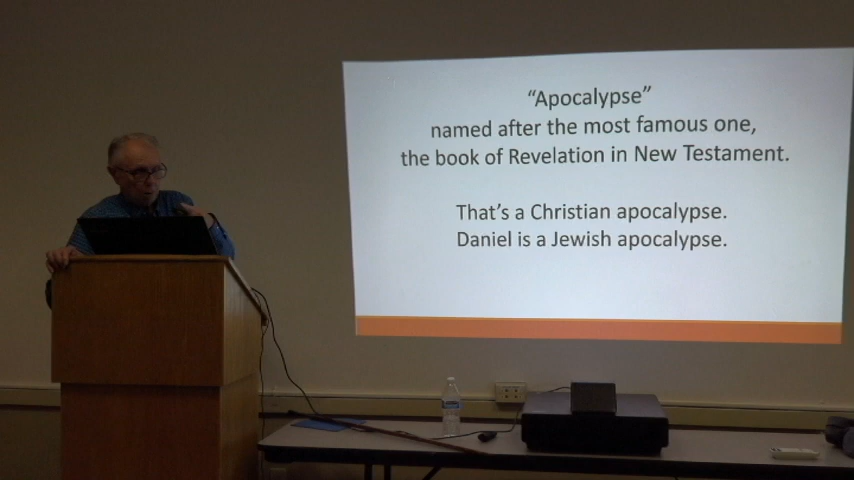 “Apocalypse”
named after the most famous one,
the book of Revelation in New Testament.
That’s a Christian apocalypse.
Daniel is a Jewish apocalypse.